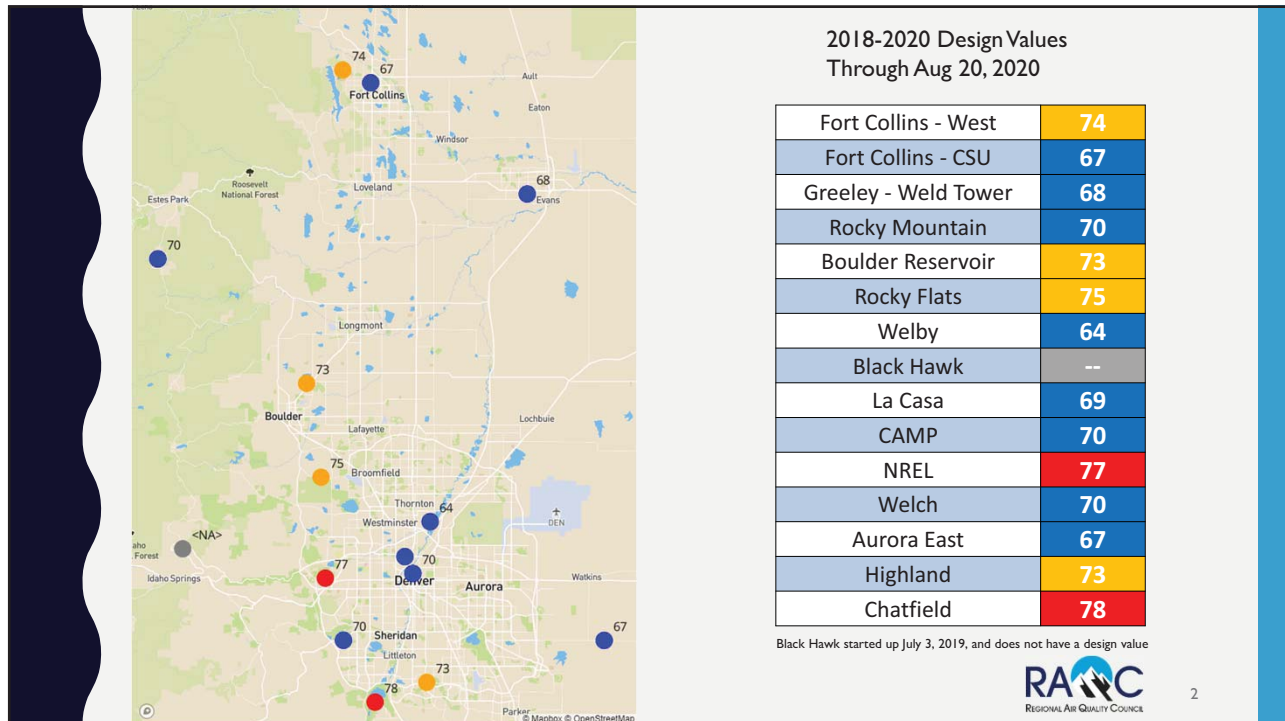 2018-2020 Design Values
Through Aug 20, 2020
74
67
Fort Collins
Ault
Eaton
Windsor
Roosevelt
National Forest
Loveland
68
Estes Park
Evans
70
Longmont
73
Boulder
Lochbuie
Lafayette
75
Broomfield
Thornton
64
Westminster
DEN
<NA>
aho
Forest
70
77
Idaho Springs
Denver
Aurora
Watkins
70
Sheridan
67
Littleton
73
78
Parker
© Mapbox © OpenStreetMap
Fort Collins - West 74
Fort Collins - CSU 67
Greeley - Weld Tower 68
Rocky Mountain 70
Boulder Reservoir 73
Rocky Flats 75
Welby 64
Black Hawk --
La Casa 69
CAMP 70
NREL 77
Welch 70
Aurora East 67
Highland 73
Chatfield 78
Black Hawk started up July 3, 2019, and does not have a design value
RAQC
REGIONAL AIR QUALITY COUNCIL
2